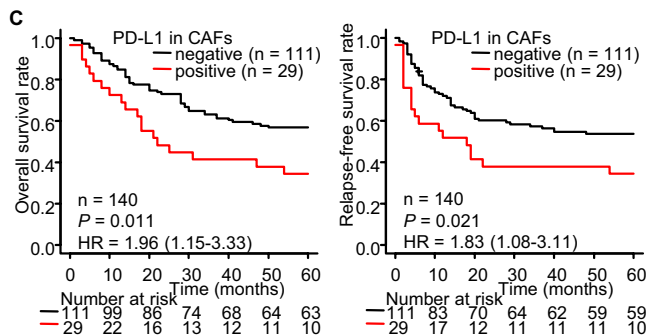 C
PD-L1 in CAFs
negative (n = 111)
positive (n = 29)
Overall survival rate
1.0
0.8
0.6
0.4
0.2
0.0
n = 140
P = 0.011
HR = 1.96 (1.15-3.33)
0 10 20 30 40 50 60
Time (months)
Number at risk
111 99 86 74 68 64 63
29 22 16 13 12 11 10
PD-L1 in CAFs
negative (n = 111)
positive (n = 29)
Relapse-free survival rate
1.0
0.8
0.6
0.4
0.2
0.0
n = 140
P = 0.021
HR = 1.83 (1.08-3.11)
0 10 20 30 40 50 60
Time (months)
Number at risk
111 83 70 64 62 59 59
29 17 12 11 11 11 10